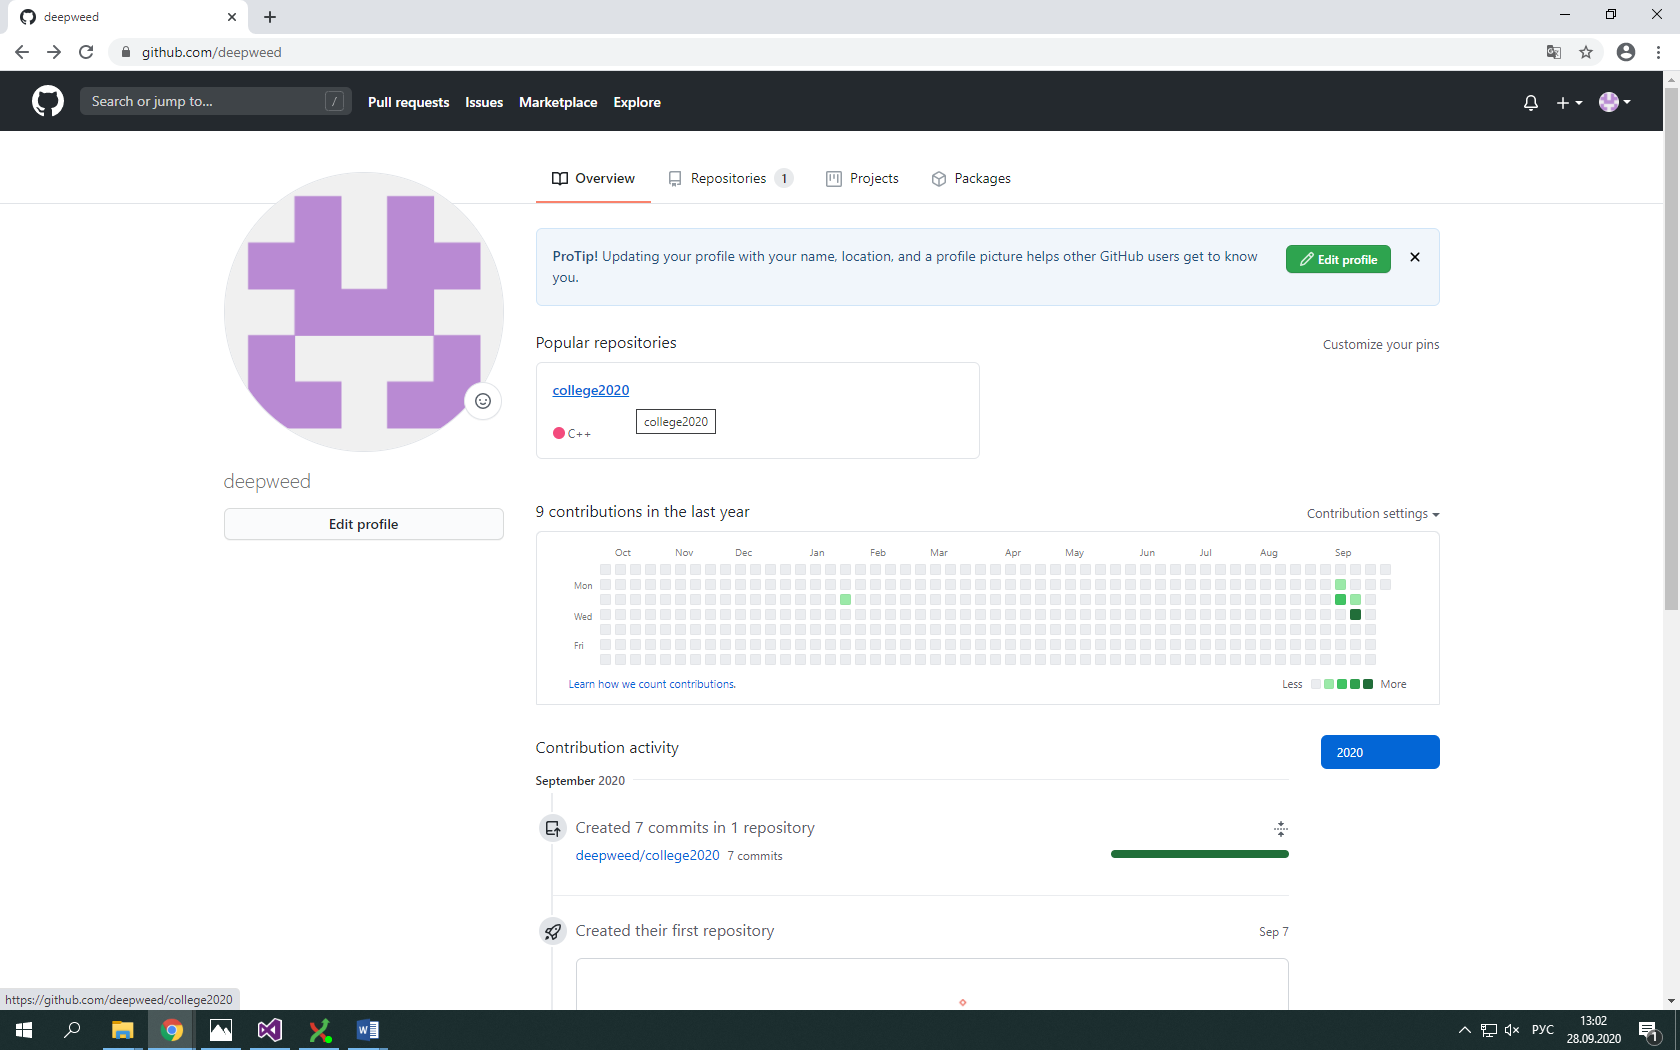 deepweed
github.com/deepweed
Search or jump to... /
Pull requests Issues Marketplace Explore
Overview Repositories 1 Projects Packages
ProTip! Updating your profile with your name, location, and a profile picture helps other GitHub users get to know
you.
Edit profile
Popular repositories
Customize your pins
college2020
college2020
C++
deepweed
Edit profile
9 contributions in the last year
Contribution settings
Oct Nov Dec Jan Feb Mar Apr May Jun Jul Aug Sep
Mon
Wed
Fri
Learn how we count contributions.
Less More
Contribution activity
2020
September 2020
Created 7 commits in 1 repository
deepweed/college2020 7 commits
Created their first repository
Sep 7
https://github.com/deepweed/college2020
РУС
13:02
28.09.2020
1